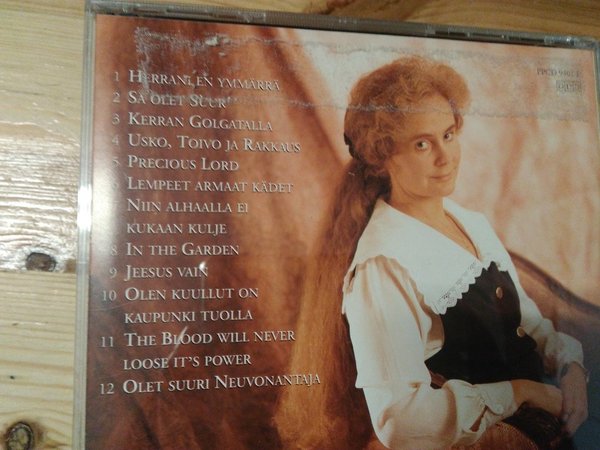 1 Herrani, en ymmärrä
2 Sä olet Suur
3 Kerran Golgatalla
4 Usko, Toivo ja Rakkaus
5 Precious Lord
6 Lempeet armaat kädet
Niin alhaalla ei
kukaan kulje
8 In the Garden
9 Jeesus vain
10 Olen kuullut on
kaupunki tuolla
11 The Blood will never
loose it's power
12 Olet suuri Neuvonantaja